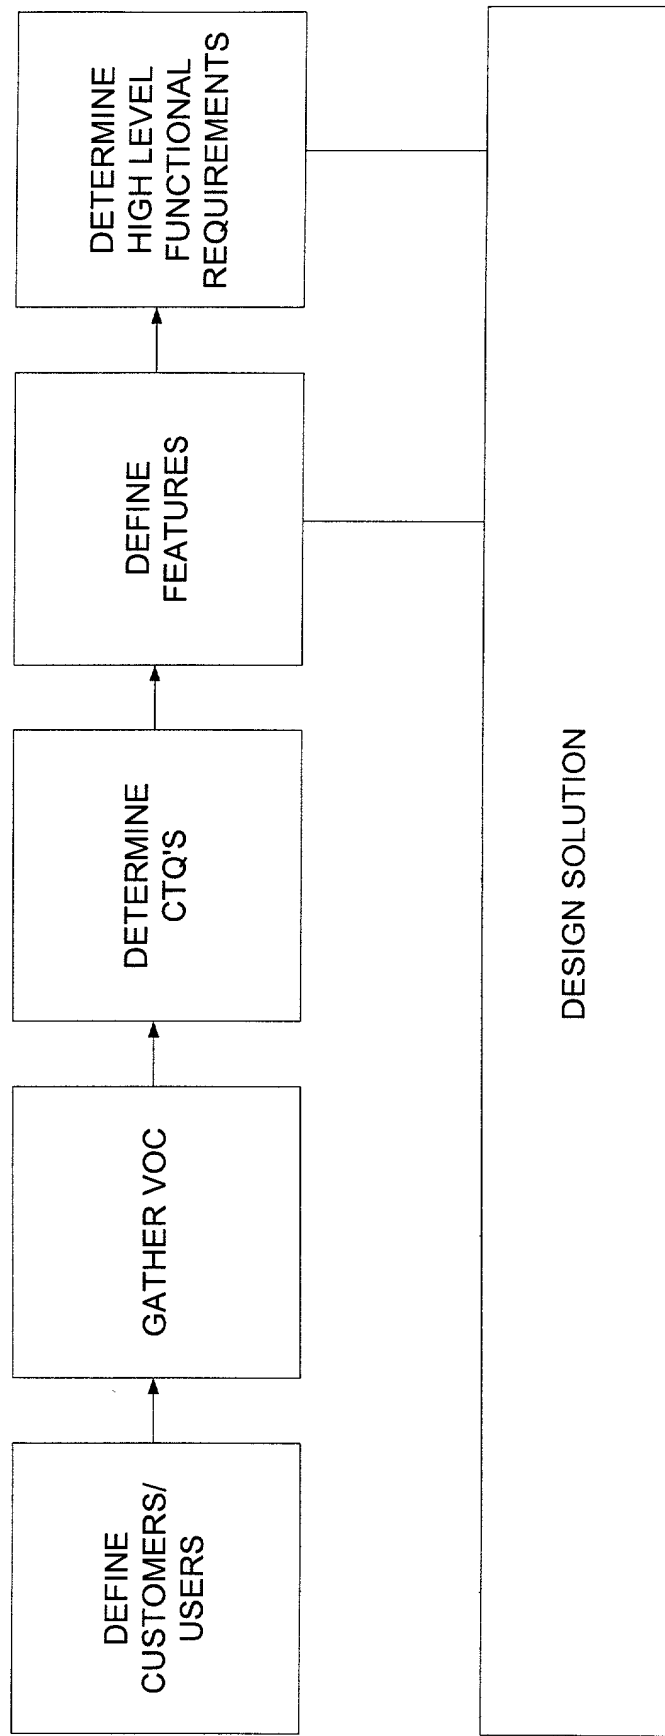 DEFINE
CUSTOMERS/
USERS
GATHER VOC
DETERMINE
CTQ'S
DEFINE
FEATURES
DETERMINE
HIGH LEVEL
FUNCTIONAL
REQUIREMENTS
DESIGN SOLUTION